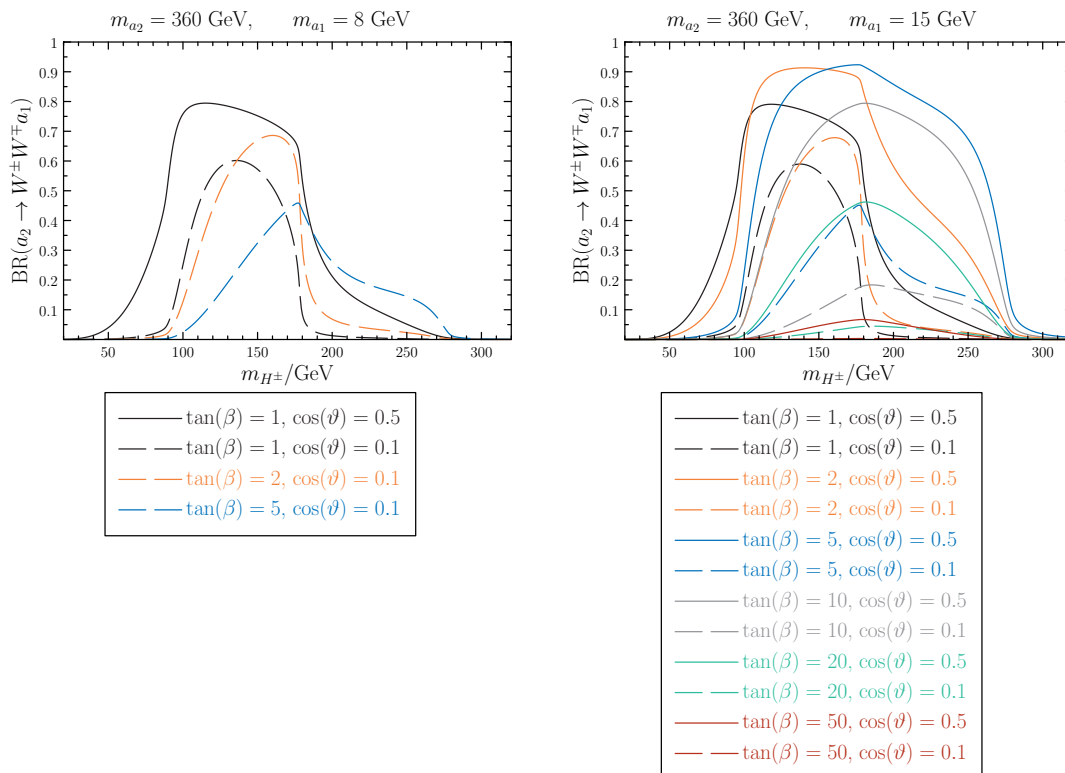 m_{a_2} = 360 GeV, m_{a_1} = 8 GeV
BR(a_2 → W^± W^∓ a_1)
1
0.9
0.8
0.7
0.6
0.5
0.4
0.3
0.2
0.1
50 100 150 200 250 300
m_{H^±}/GeV
tan(β) = 1, cos(ϑ) = 0.5
tan(β) = 1, cos(ϑ) = 0.1
tan(β) = 2, cos(ϑ) = 0.1
tan(β) = 5, cos(ϑ) = 0.1
m_{a_2} = 360 GeV, m_{a_1} = 15 GeV
BR(a_2 → W^± W^∓ a_1)
1
0.9
0.8
0.7
0.6
0.5
0.4
0.3
0.2
0.1
50 100 150 200 250 300
m_{H^±}/GeV
tan(β) = 1, cos(ϑ) = 0.5
tan(β) = 1, cos(ϑ) = 0.1
tan(β) = 2, cos(ϑ) = 0.5
tan(β) = 2, cos(ϑ) = 0.1
tan(β) = 5, cos(ϑ) = 0.5
tan(β) = 5, cos(ϑ) = 0.1
tan(β) = 10, cos(ϑ) = 0.5
tan(β) = 10, cos(ϑ) = 0.1
tan(β) = 20, cos(ϑ) = 0.5
tan(β) = 20, cos(ϑ) = 0.1
tan(β) = 50, cos(ϑ) = 0.5
tan(β) = 50, cos(ϑ) = 0.1